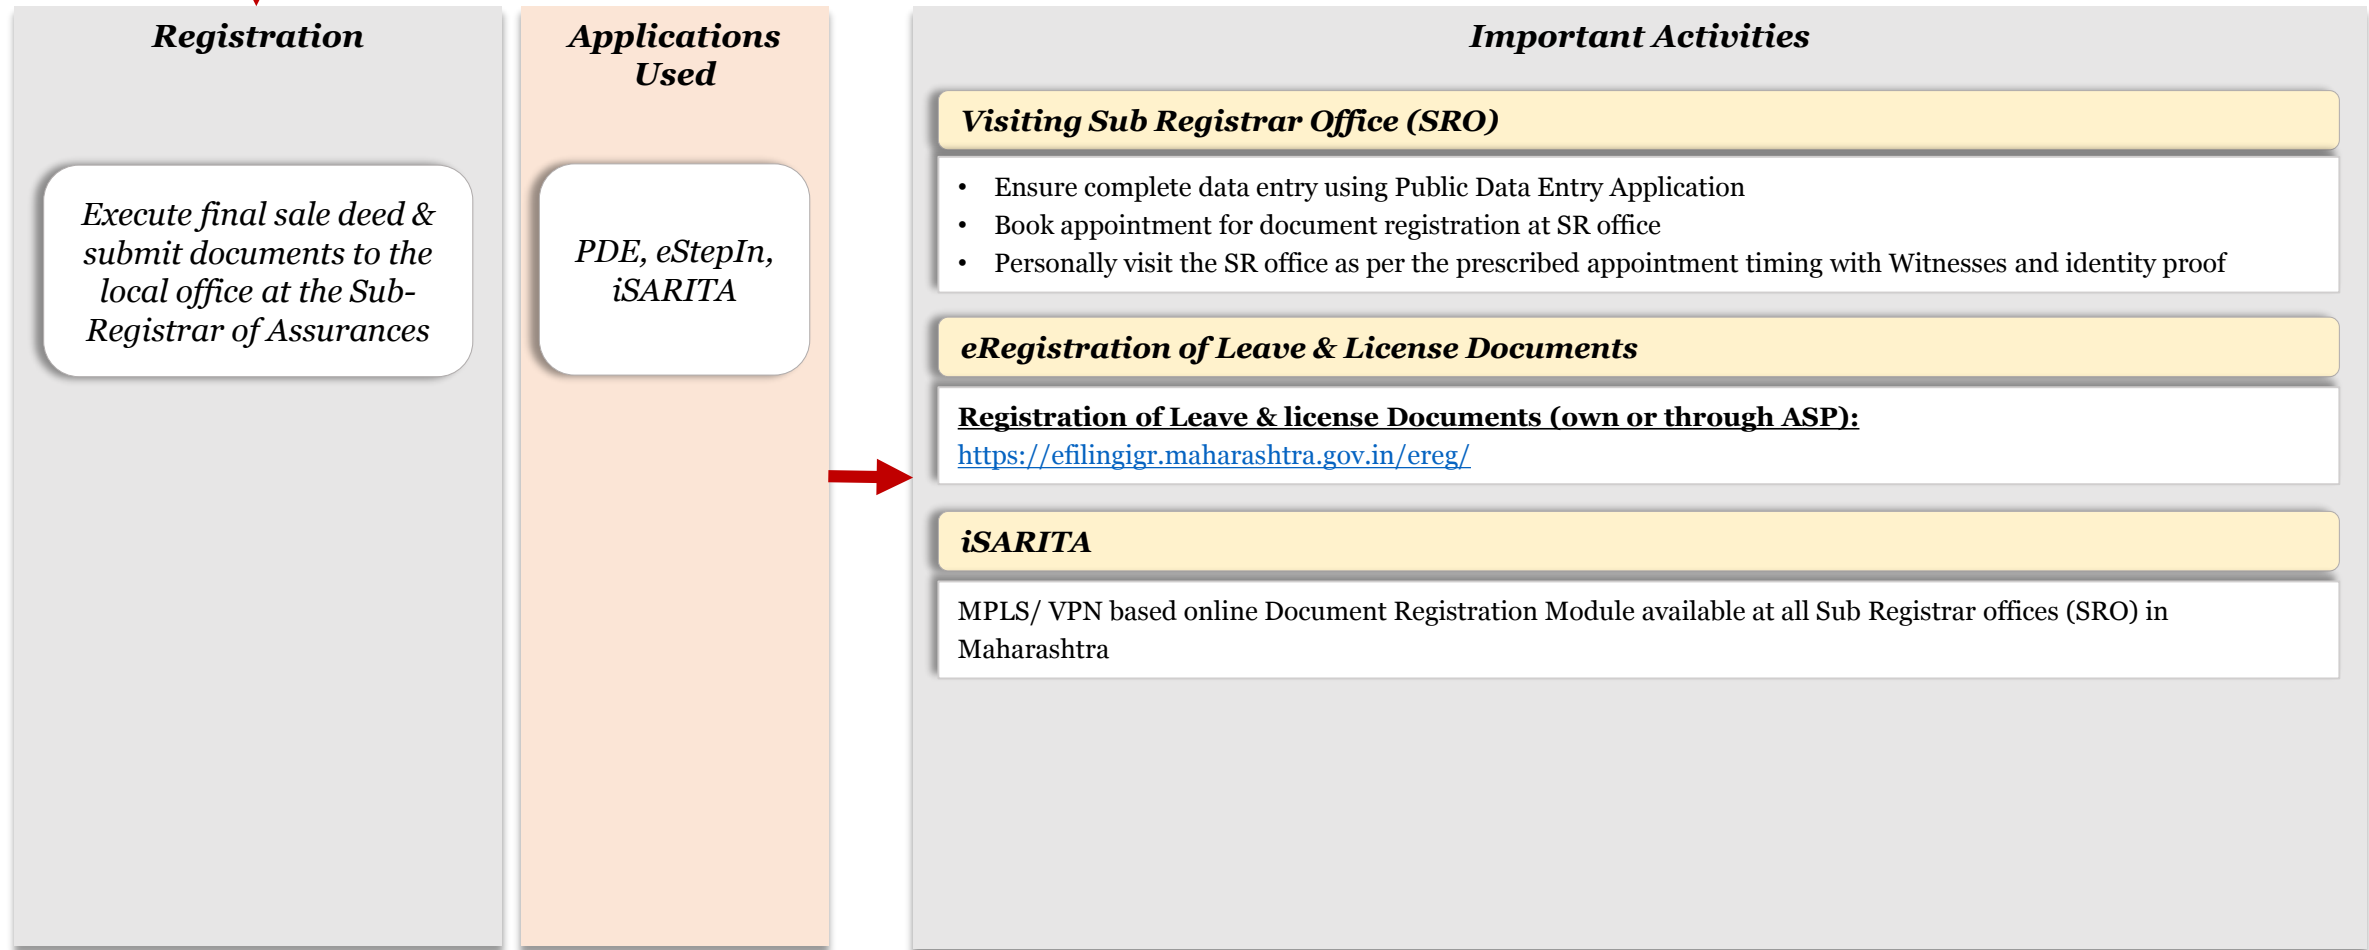 Registration
Execute final sale deed &
submit documents to the
local office at the Sub-
Registrar of Assurances
Applications
Used
PDE, eStepIn,
iSARITA
Important Activities
Visiting Sub Registrar Office (SRO)
• Ensure complete data entry using Public Data Entry Application
• Book appointment for document registration at SR office
• Personally visit the SR office as per the prescribed appointment timing with Witnesses and identity proof
eRegistration of Leave & License Documents
Registration of Leave & license Documents (own or through ASP):
https://efilingigr.maharashtra.gov.in/ereg/
iSARITA
MPLS/ VPN based online Document Registration Module available at all Sub Registrar offices (SRO) in
Maharashtra